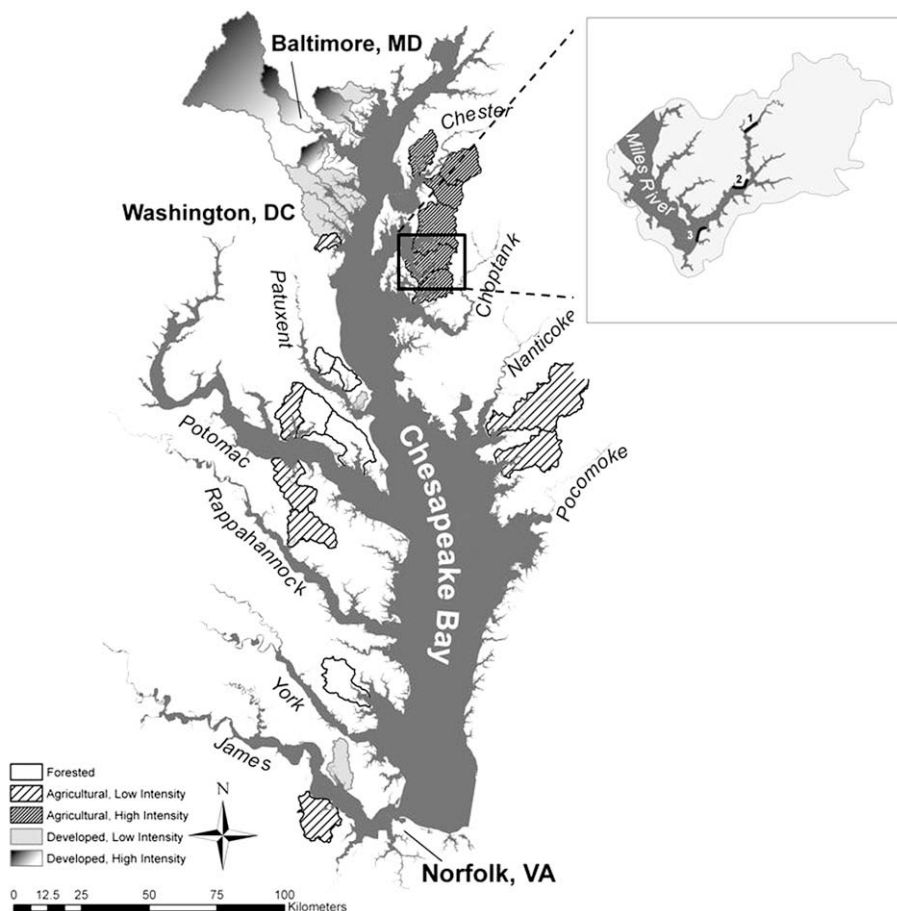 Baltimore, MD
Chester
Washington, DC
Choptank
Patuxent
Nanticoke
Potomac
Pocomoke
Rappahannock
Chesapeake Bay
York
James
Norfolk, VA
Miles River
1
2
3
Forested
Agricultural, Low Intensity
Agricultural, High Intensity
Developed, Low Intensity
Developed, High Intensity
N
0 12.5 25 50 75 100
Kilometers